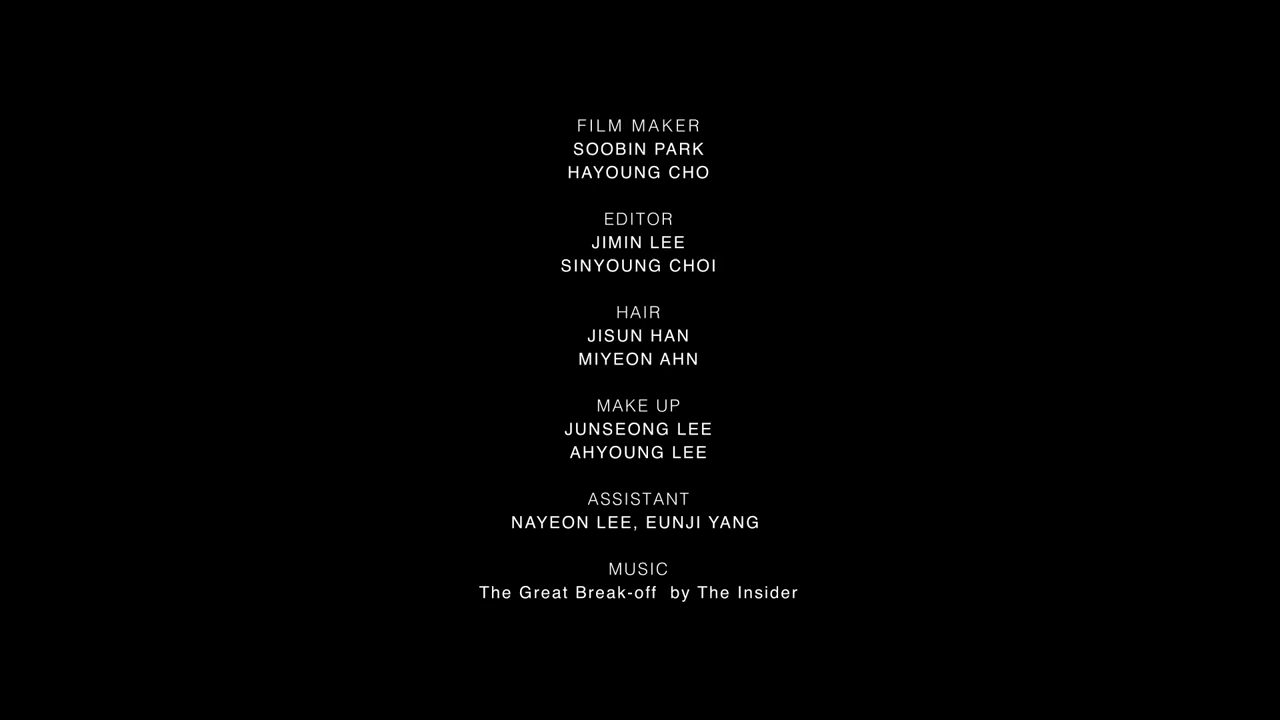 FILM MAKER
SOOBIN PARK
HAYOUNG CHO
EDITOR
JIMIN LEE
SINYOUNG CHOI
HAIR
JISUN HAN
MIYEON AHN
MAKE UP
JUNSEONG LEE
AHYOUNG LEE
ASSISTANT
NAYEON LEE, EUNJI YANG
MUSIC
The Great Break-off  by The Insider